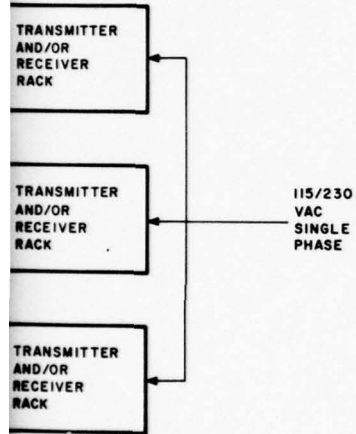 TRANSMITTER
AND/OR
RECEIVER
RACK
TRANSMITTER
AND/OR
RECEIVER
RACK
115/230
VAC
SINGLE
PHASE
TRANSMITTER
AND/OR
RECEIVER
RACK